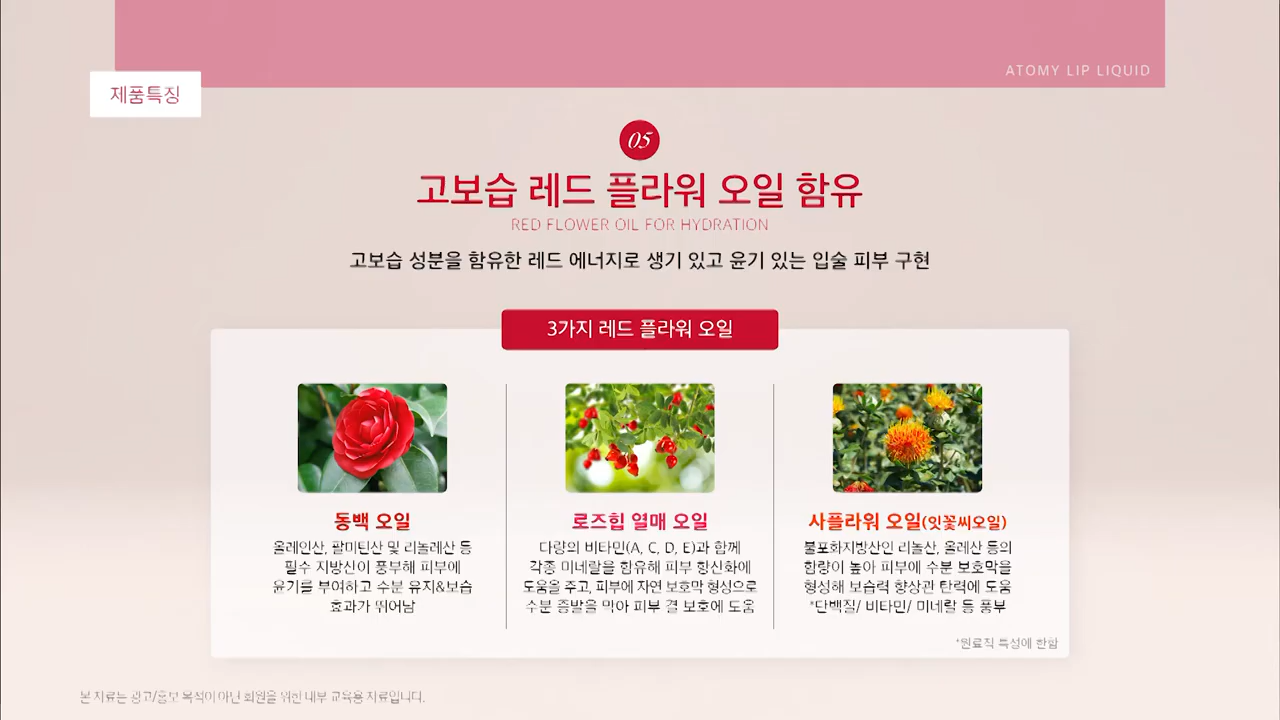 ATOMY LIP LIQUID
제품특징
05
고보습 레드 플라워 오일 함유
RED FLOWER OIL FOR HYDRATION
고보습 성분을 함유한 레드 에너지로 생기 있고 윤기 있는 입술 피부 구현
3가지 레드 플라워 오일
동백 오일
올레인산, 팔미틴산 및 리놀레산 등
필수 지방산이 풍부해 피부에
윤기를 부여하고 수분 유지&보습
효과가 뛰어남
로즈힙 열매 오일
다량의 비타민(A, C, D, E)과 함께
각종 미네랄을 함유해 피부 항산화에
도움을 주고, 피부에 자연 보호막 형성으로
수분 증발을 막아 피부 결 보호에 도움
사플라워 오일(잇꽃씨오일)
불포화지방산인 리놀산, 올레산 등의
함량이 높아 피부에 수분 보호막을
형성해 보습력 향상관 탄력에 도움
*단백질/ 비타민/ 미네랄 등 풍부
*원료적 특성에 한함
본 자료는 광고/홍보 목적이 아닌 회원을 위한 내부 교육용 자료입니다.